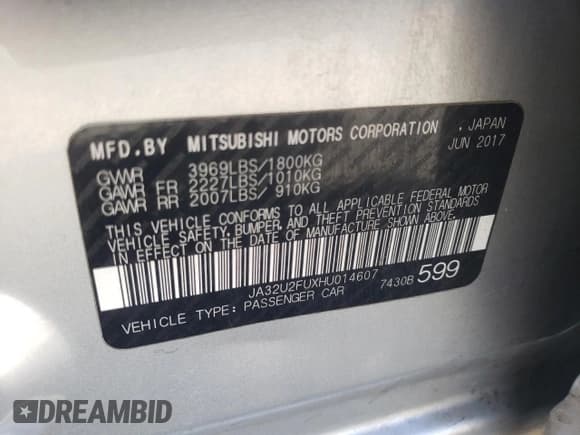 MFD.BY MITSUBISHI MOTORS CORPORATION , JAPAN
JUN 2017
GVWR 3969LBS/1800KG
GAWR FR 2227LBS/1010KG
GAWR RR 2007LBS/ 910KG
THIS VEHICLE CONFORMS TO ALL APPLICABLE FEDERAL MOTOR
VEHICLE SAFETY, BUMPER, AND THEFT PREVENTION STANDARDS
IN EFFECT ON THE DATE OF MANUFACTURE SHOWN ABOVE.
JA32U2FUXHU014607 7430B 599
VEHICLE TYPE: PASSENGER CAR
DREAMBID